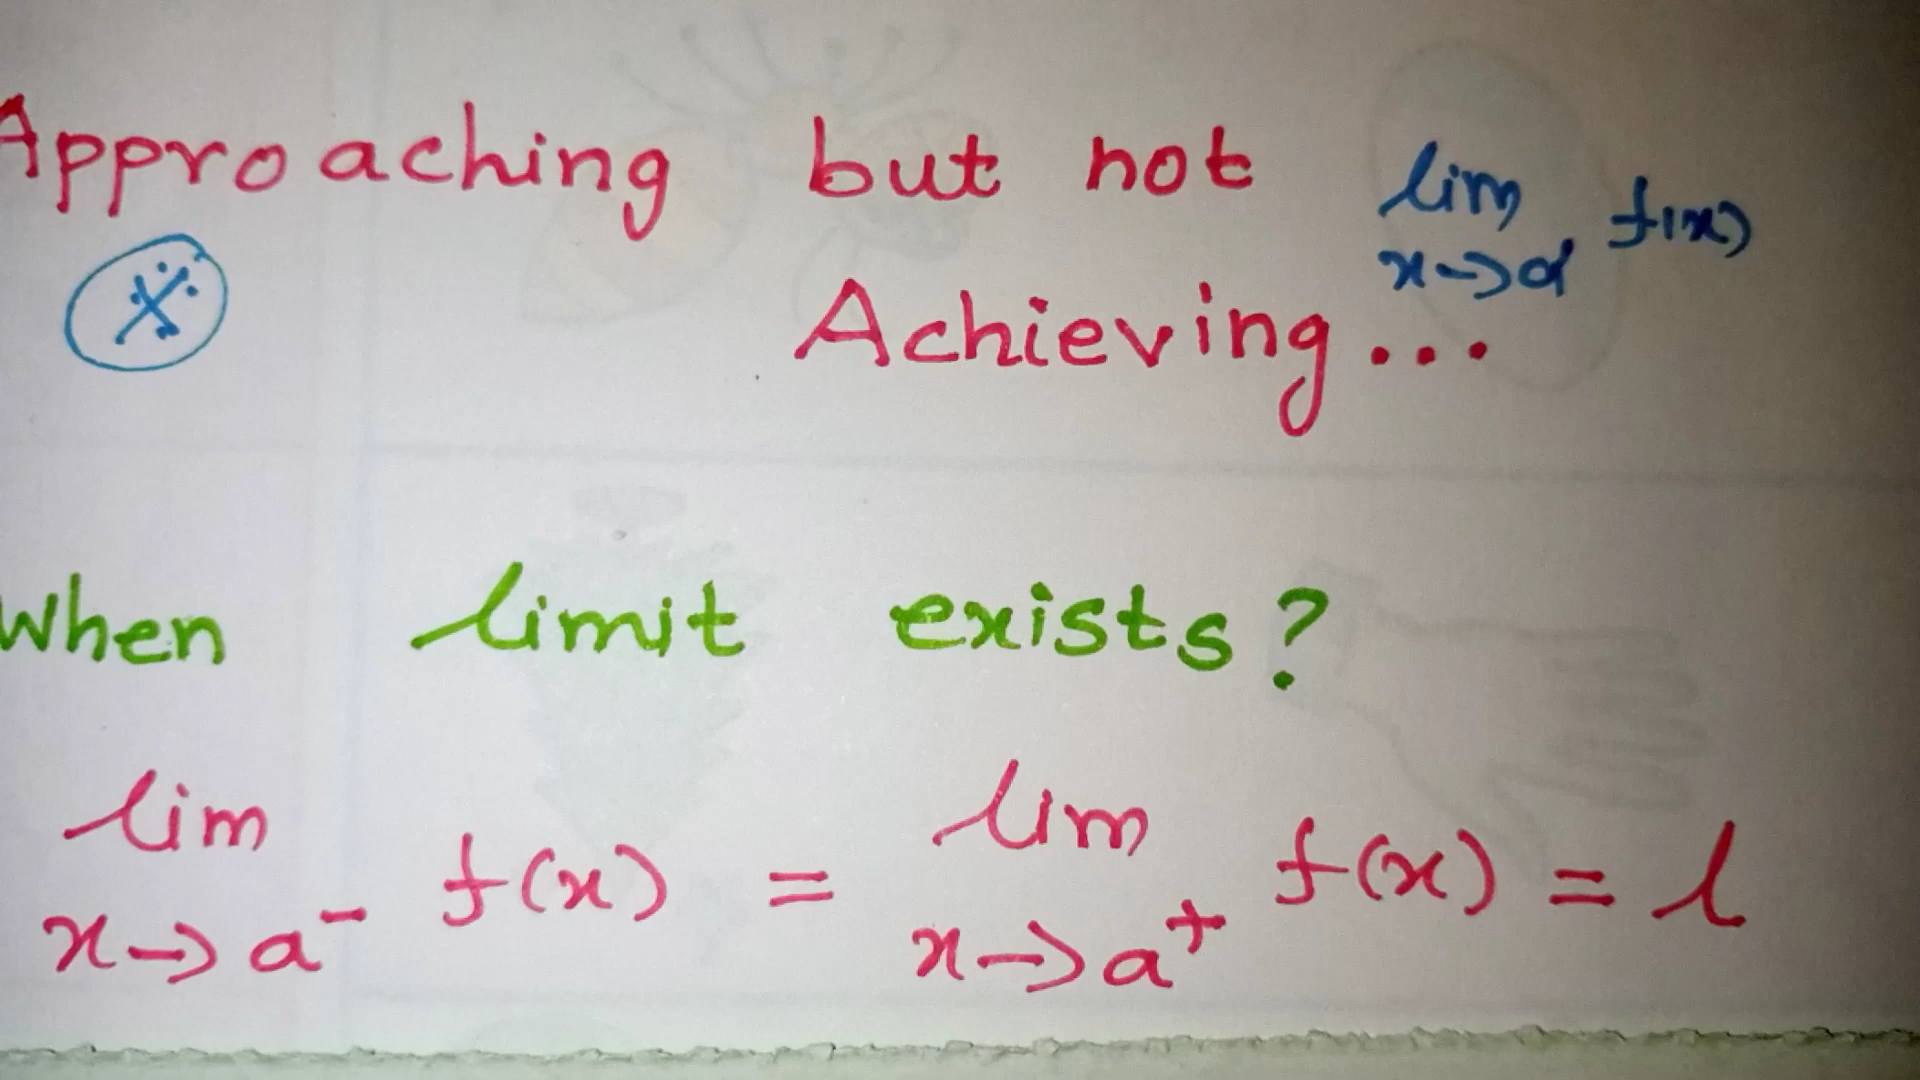 Approaching but not
Achieving...
lim f(x)
x→a
When limit exists?
lim f(x) = lim f(x) = l
x→a⁻ x→a⁺